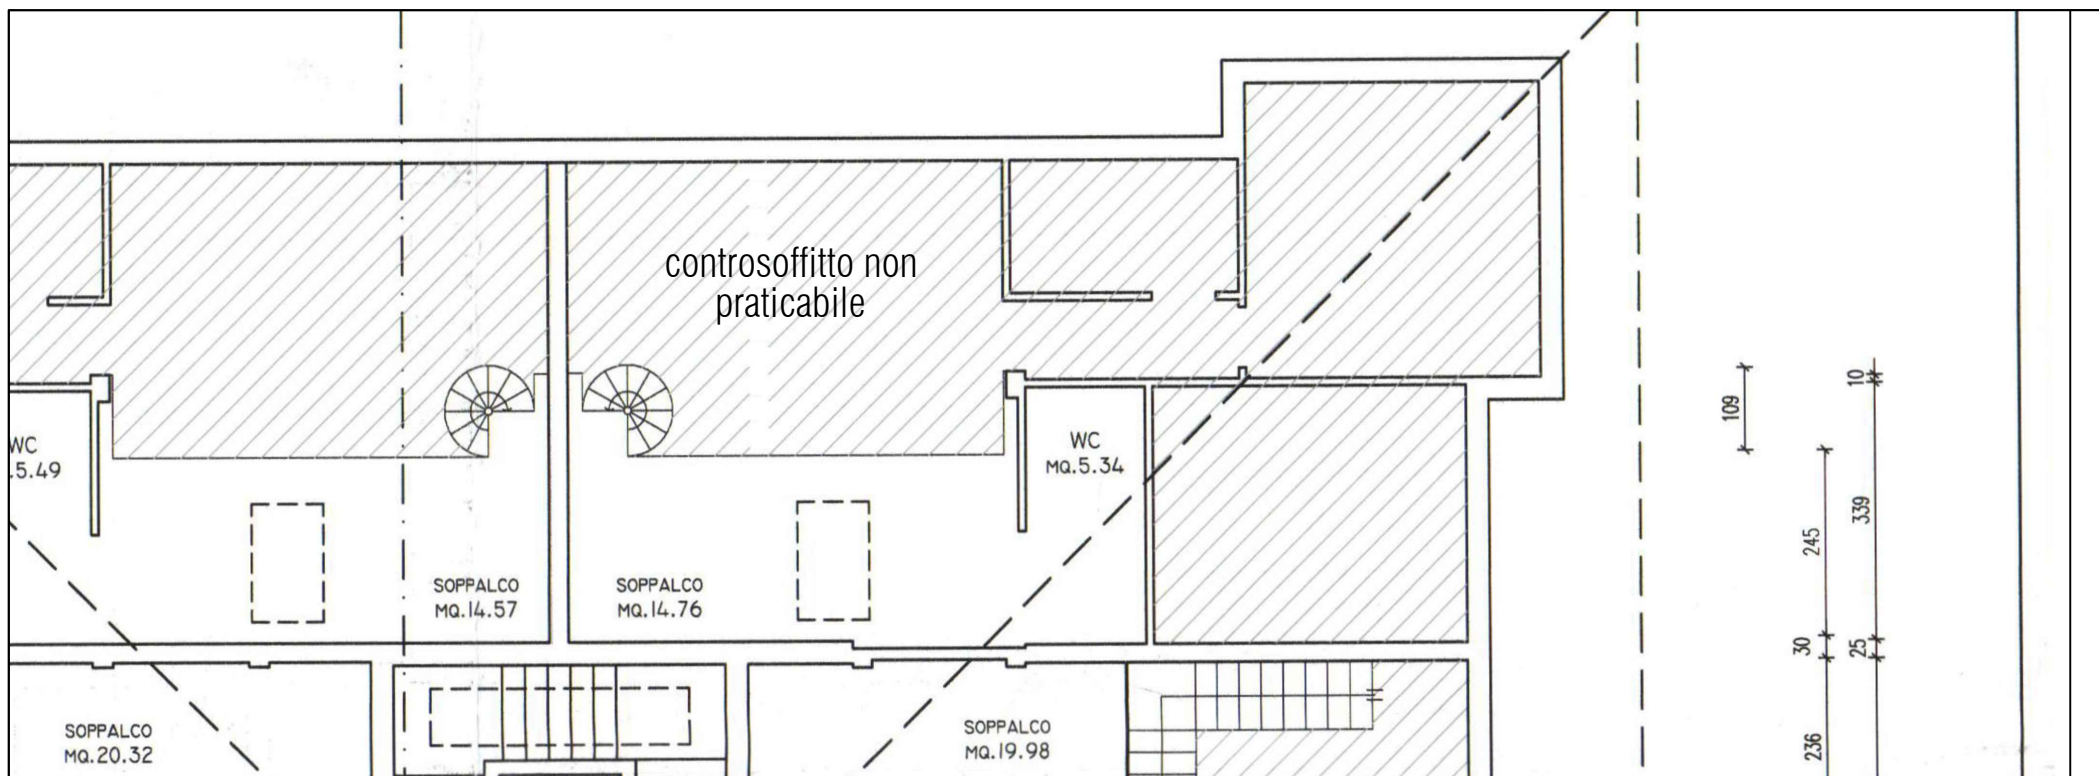 controsoffitto non
praticabile
WC
.5.49
WC
MQ.5.34
SOPPALCO
MQ.14.57
SOPPALCO
MQ.14.76
SOPPALCO
MQ.20.32
SOPPALCO
MQ.19.98
109
10
245
339
30
25
236